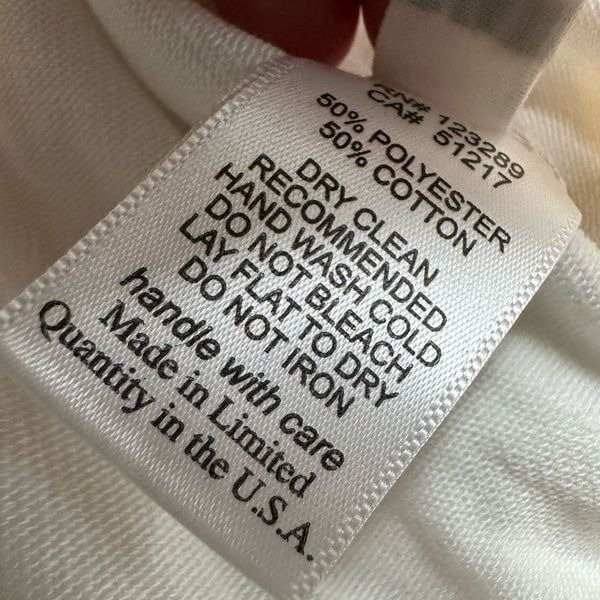 RN# 123289
CA# 51217
50% POLYESTER
50% COTTON
DRY CLEAN
RECOMMENDED
HAND WASH COLD
DO NOT BLEACH
LAY FLAT TO DRY
DO NOT IRON
handle with care
Made in Limited
Quantity in the U.S.A.